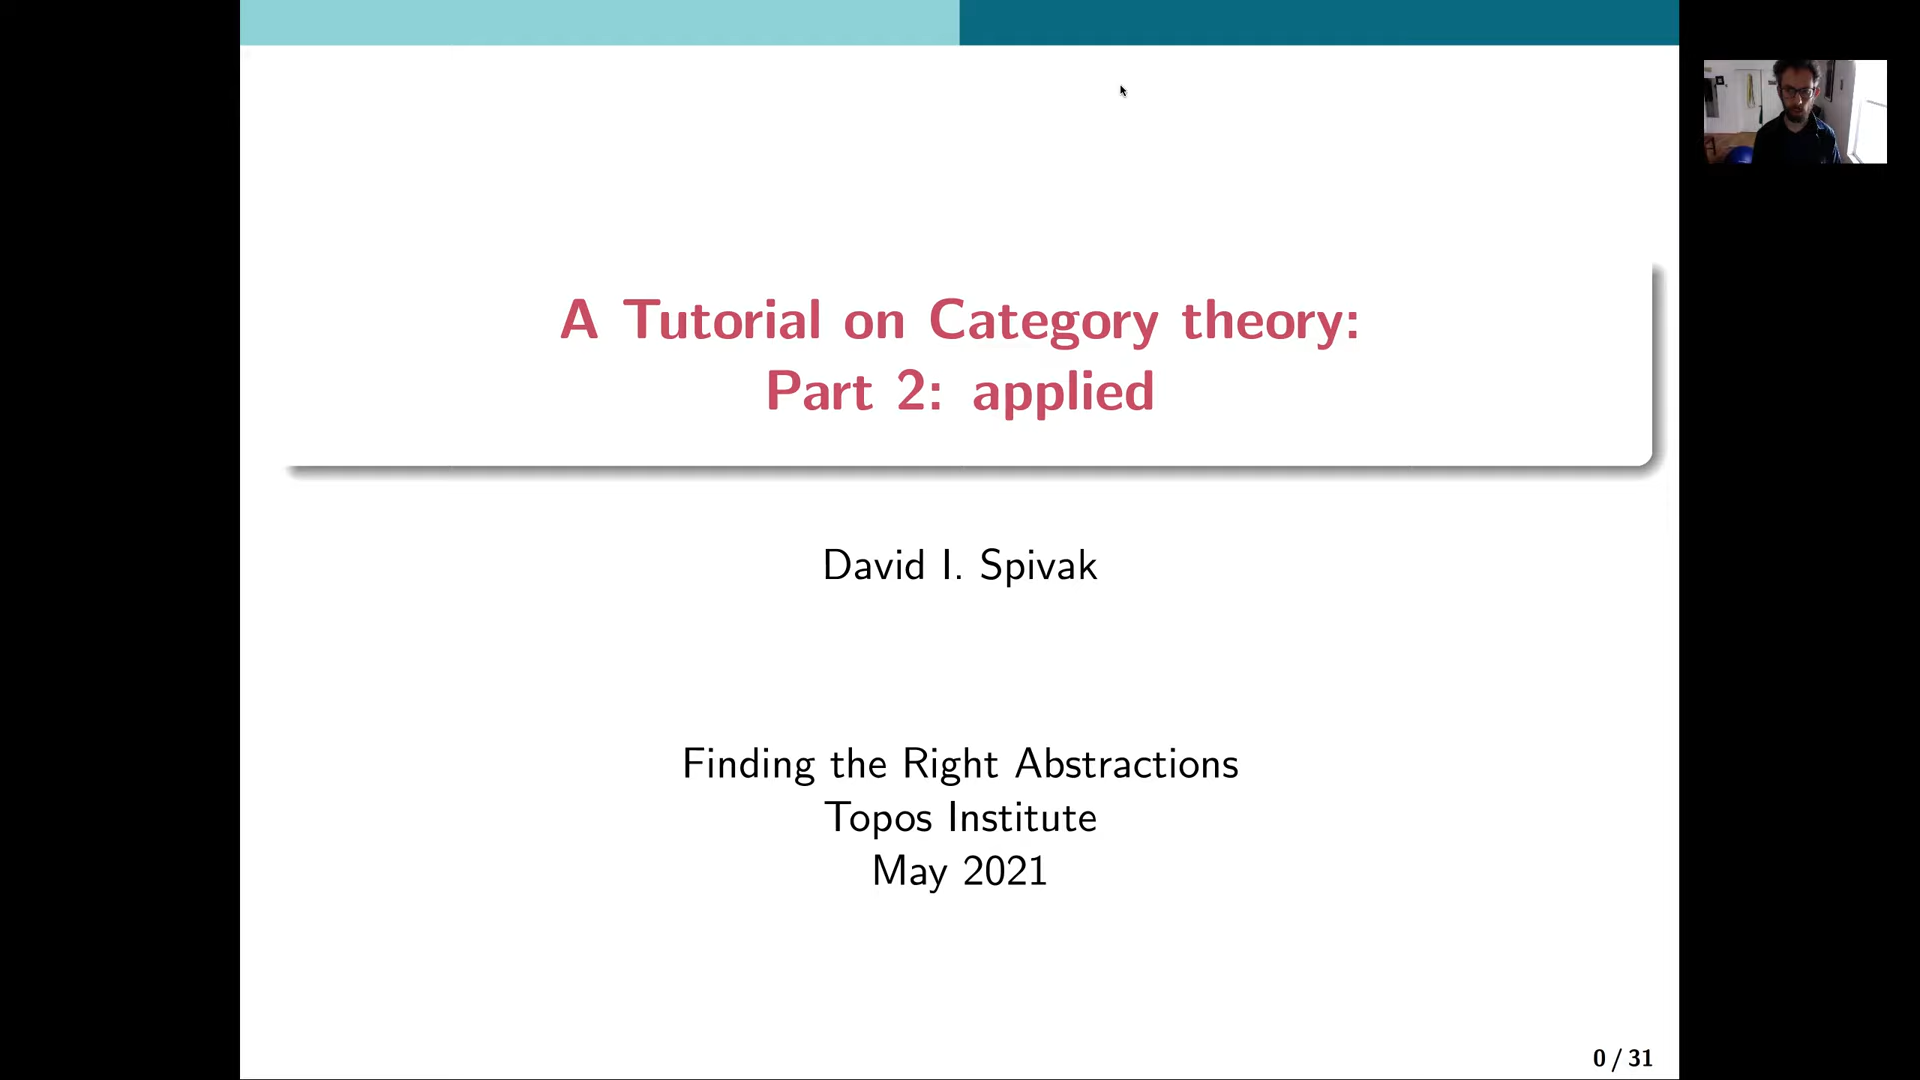 A Tutorial on Category theory:
Part 2: applied
David I. Spivak
Finding the Right Abstractions
Topos Institute
May 2021
0 / 31